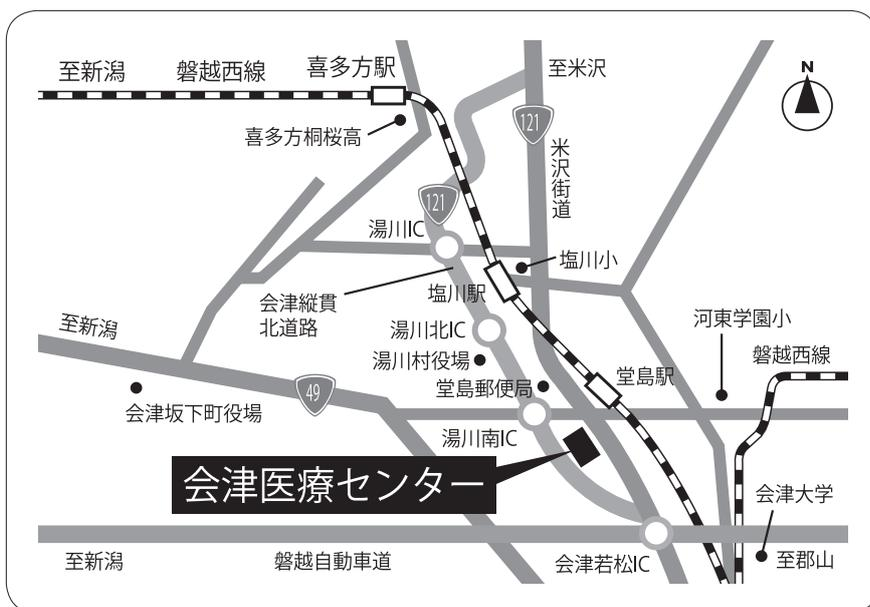 至新潟
磐越西線
喜多方駅
至米沢
N
喜多方桐桜高
121
米沢街道
121
湯川IC
塩川小
会津縦貫
北道路
塩川駅
至新潟
湯川北IC
河東学園小
湯川村役場
堂島駅
磐越西線
49
堂島郵便局
会津坂下町役場
湯川南IC
会津医療センター
会津大学
至新潟
磐越自動車道
会津若松IC
至郡山